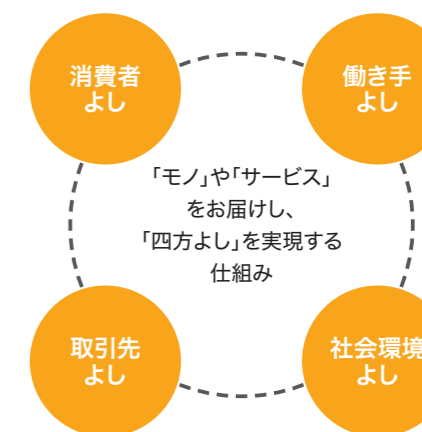 消費者
よし
働き手
よし
「モノ」や「サービス」
をお届けし、
「四方よし」を実現する
仕組み
取引先
よし
社会環境
よし